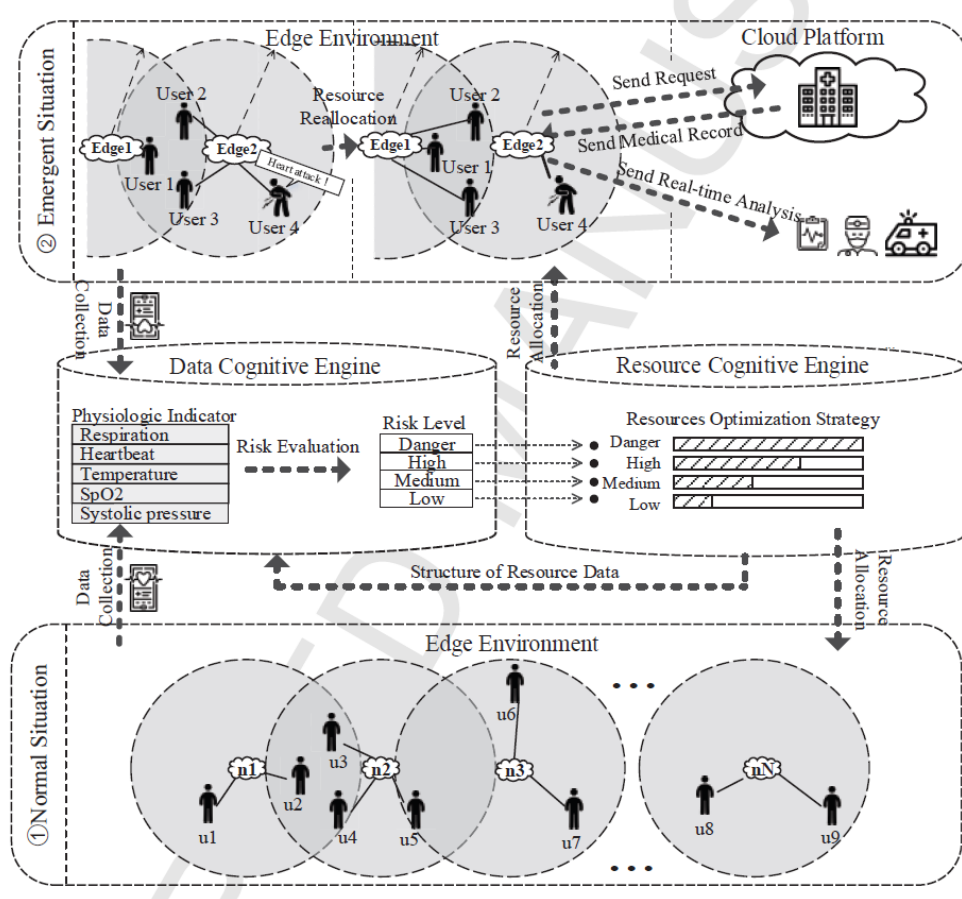 ② Emergent Situation
Edge Environment
Cloud Platform
User 2
Edge1
Edge2
Heart attack！
User 1
User 3
User 4
Resource
Reallocation
User 2
Edge1
Edge2
User 1
User 3
User 4
Send Request
Send Medical Record
Send Real-time Analysis
Data
Collection
Resource
Allocation
Data Cognitive Engine
Physiologic Indicator
Respiration
Heartbeat
Temperature
SpO2
Systolic pressure
Risk Evaluation
Risk Level
Danger
High
Medium
Low
Resource Cognitive Engine
Resources Optimization Strategy
Danger
High
Medium
Low
Data
Collection
Structure of Resource Data
Resource
Allocation
①Normal Situation
Edge Environment
n1
u1
u2
u3
n2
u4
u5
u6
n3
u7
nN
u8
u9